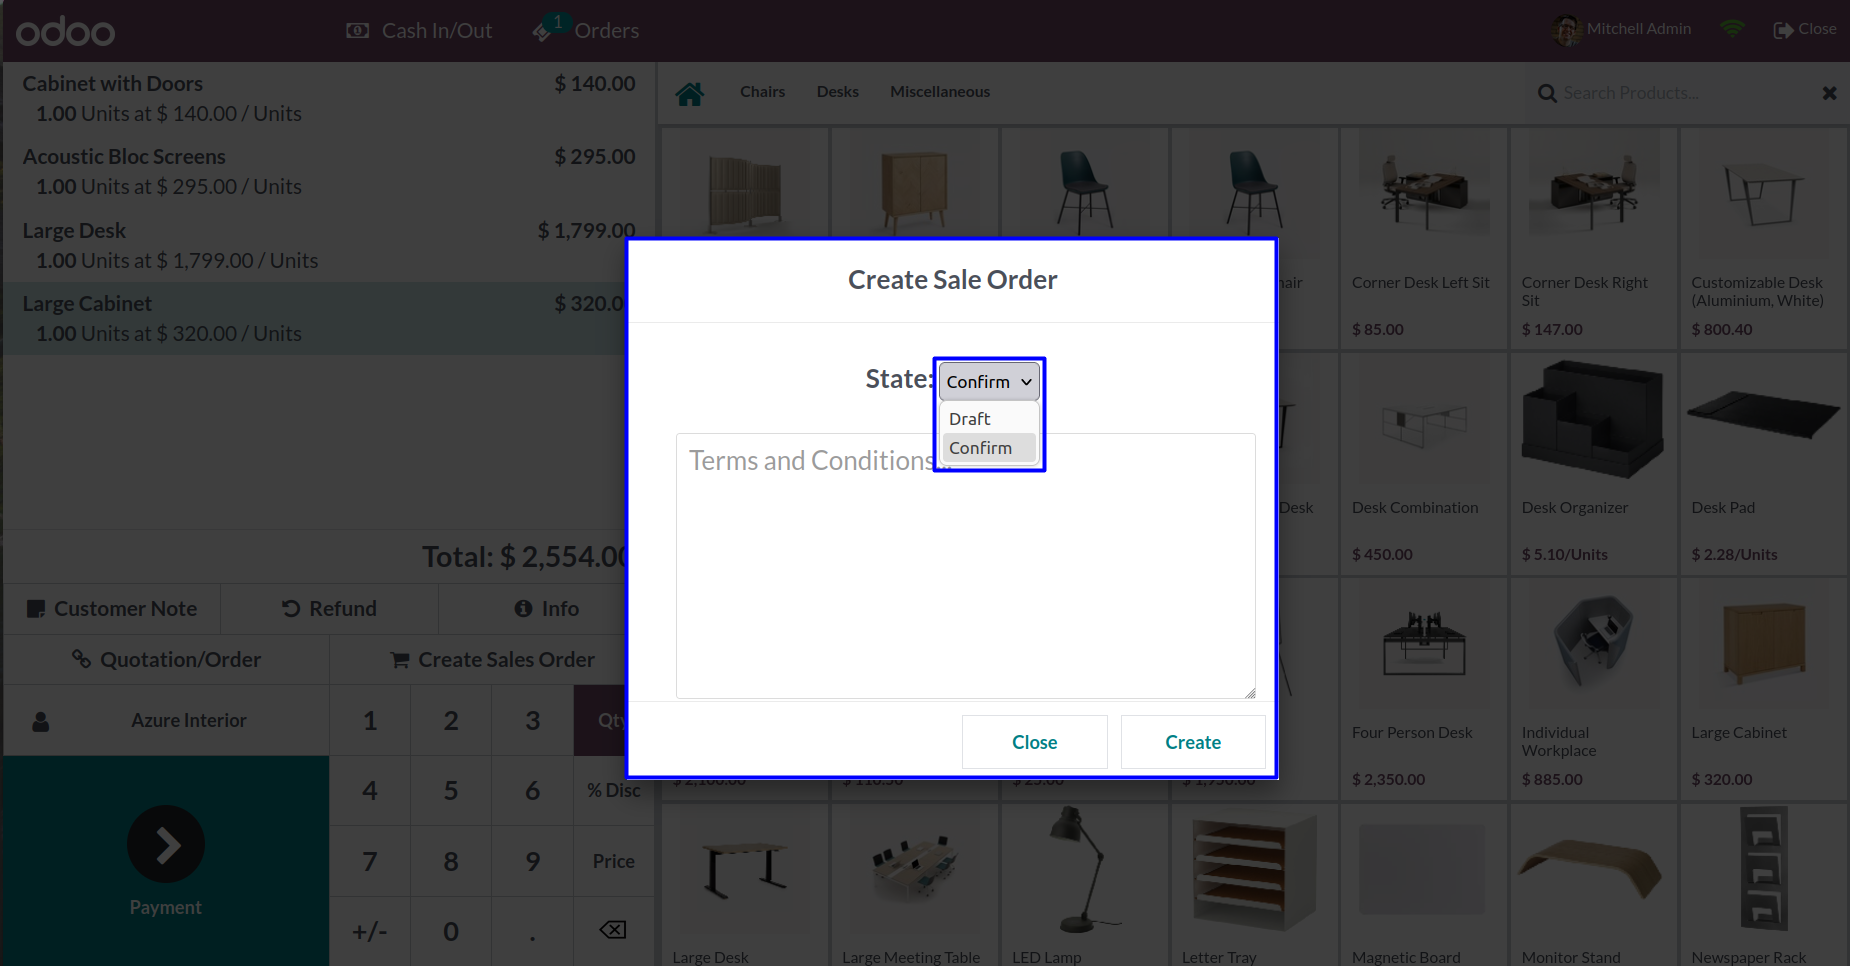 odoo
Cash In/Out
1
Orders
Mitchell Admin
Close
Cabinet with Doors
$ 140.00
1.00 Units at $ 140.00 / Units
Acoustic Bloc Screens
$ 295.00
1.00 Units at $ 295.00 / Units
Large Desk
$ 1,799.00
1.00 Units at $ 1,799.00 / Units
Large Cabinet
$ 320.0
1.00 Units at $ 320.00 / Units
Total: $ 2,554.00
Customer Note
Refund
Info
Quotation/Order
Create Sales Order
Azure Interior
1
2
3
Qty
4
5
6
% Disc
7
8
9
Price
+/-
0
.
Payment
Chairs
Desks
Miscellaneous
Search Products...
Corner Desk Left Sit
$ 85.00
Corner Desk Right
Sit
$ 147.00
Customizable Desk
(Aluminium, White)
$ 800.40
Desk
Desk Combination
$ 450.00
Desk Organizer
$ 5.10/Units
Desk Pad
$ 2.28/Units
Four Person Desk
$ 2,350.00
Individual
Workplace
$ 885.00
Large Cabinet
$ 320.00
Large Desk
Large Meeting Table
LED Lamp
Letter Tray
Magnetic Board
Monitor Stand
Newspaper Rack
Create Sale Order
State:
Confirm
Draft
Confirm
Terms and Conditions...
Close
Create